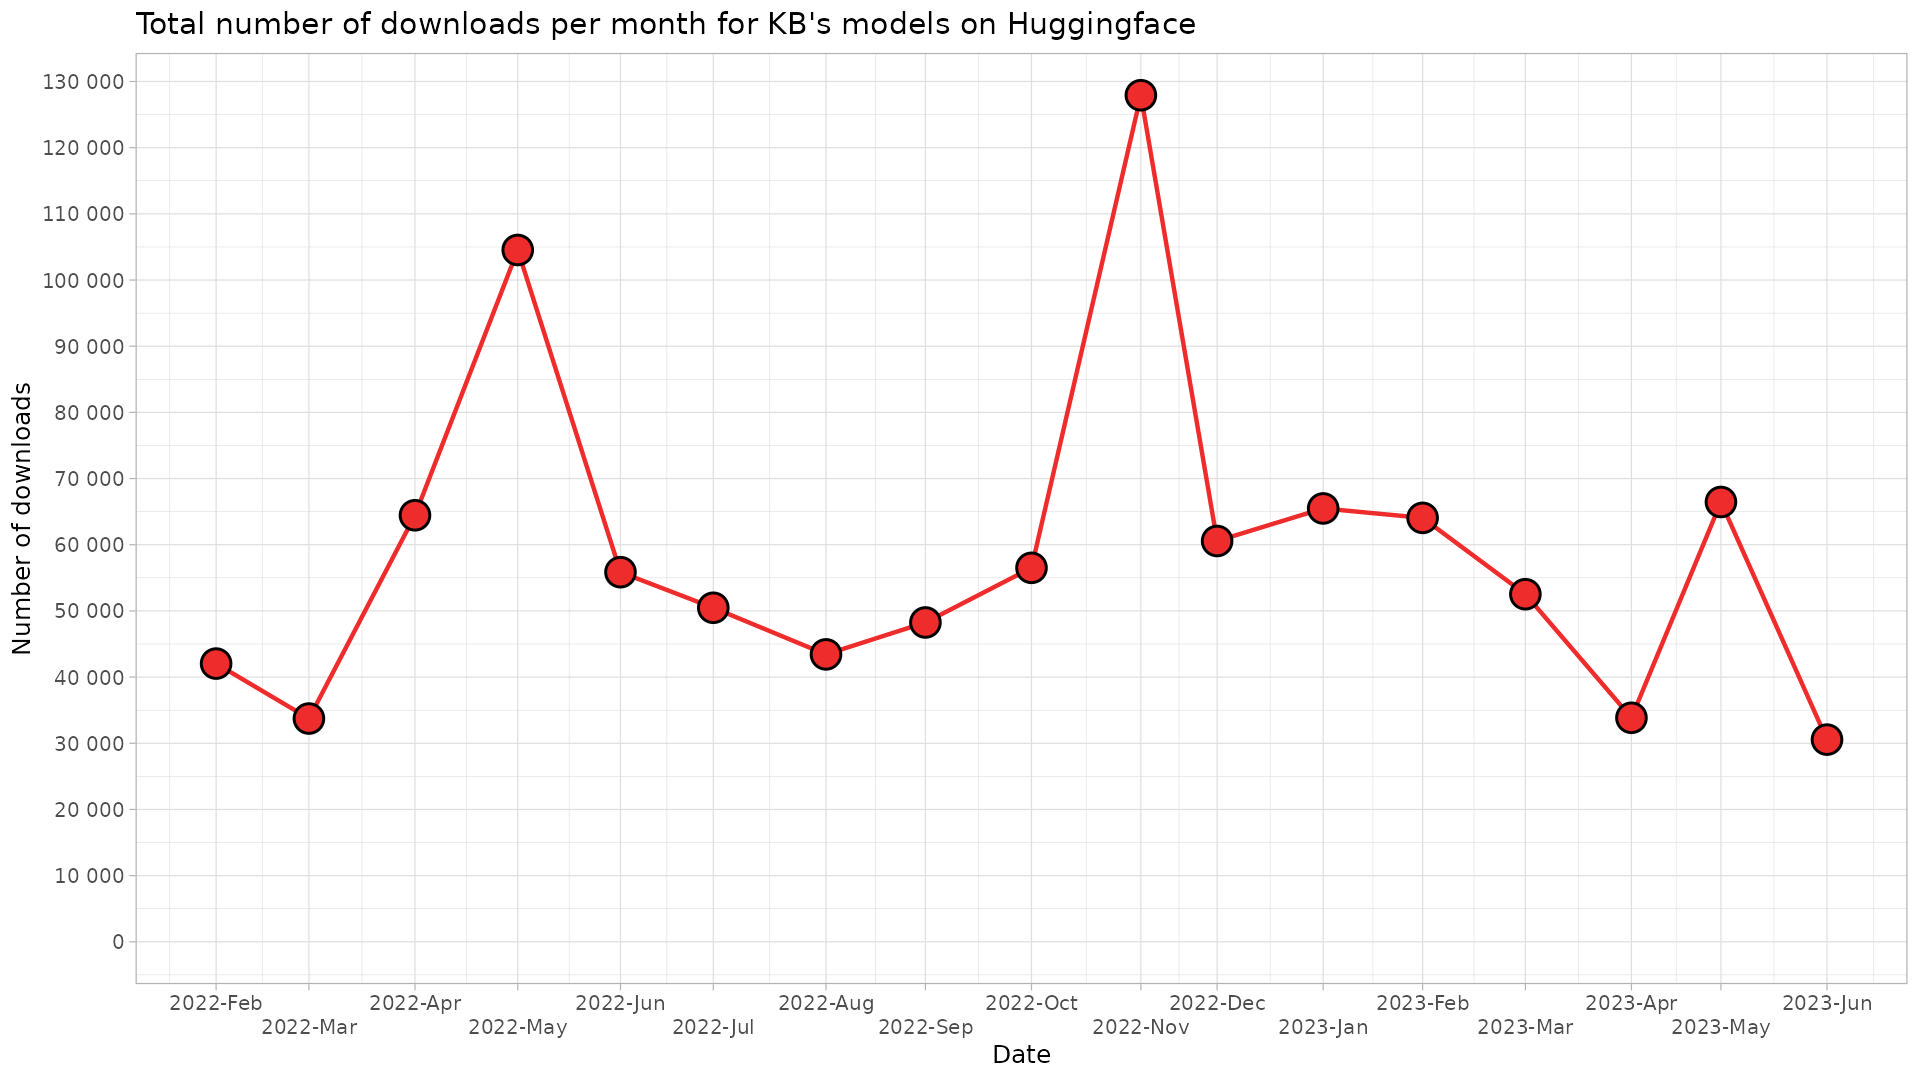 Total number of downloads per month for KB's models on Huggingface
130 000
120 000
110 000
100 000
90 000
80 000
70 000
60 000
50 000
40 000
30 000
20 000
10 000
0
Number of downloads
2022-Feb 2022-Apr 2022-Jun 2022-Aug 2022-Oct 2022-Dec 2023-Feb 2023-Apr 2023-Jun
2022-Mar 2022-May 2022-Jul 2022-Sep 2022-Nov 2023-Jan 2023-Mar 2023-May
Date